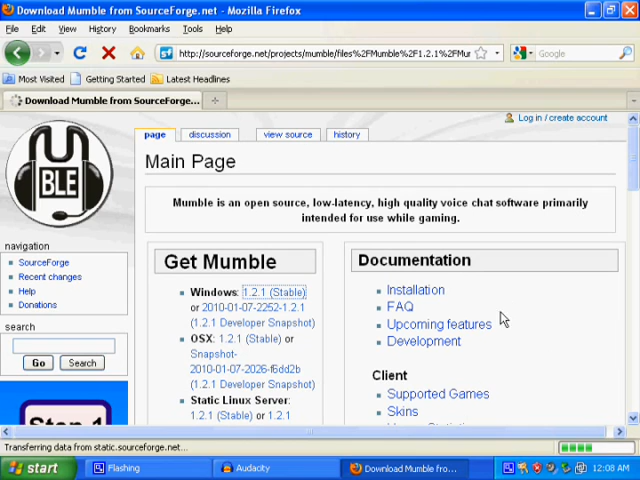 Download Mumble from SourceForge.net - Mozilla Firefox
File Edit View History Bookmarks Tools Help
http://sourceforge.net/projects/mumble/files%2FMumble%2F1.2.1%2FMur
Google
Most Visited Getting Started Latest Headlines
Download Mumble from SourceForge...
Log in / create account
page discussion view source history
BLE
Main Page
Mumble is an open source, low-latency, high quality voice chat software primarily
intended for use while gaming.
navigation
SourceForge
Recent changes
Help
Donations
search
Go Search
Step 1
Get Mumble
Windows: 1.2.1 (Stable)
or 2010-01-07-2252-1.2.1
(1.2.1 Developer Snapshot)
OSX: 1.2.1 (Stable) or
Snapshot-
2010-01-07-2026-f6dd2b
(1.2.1 Developer Snapshot)
Static Linux Server:
1.2.1 (Stable) or 1.2.1
Documentation
Installation
FAQ
Upcoming features
Development
Client
Supported Games
Skins
Transferring data from static.sourceforge.net...
start Flashing Audacity Download Mumble fro... 12:08 AM